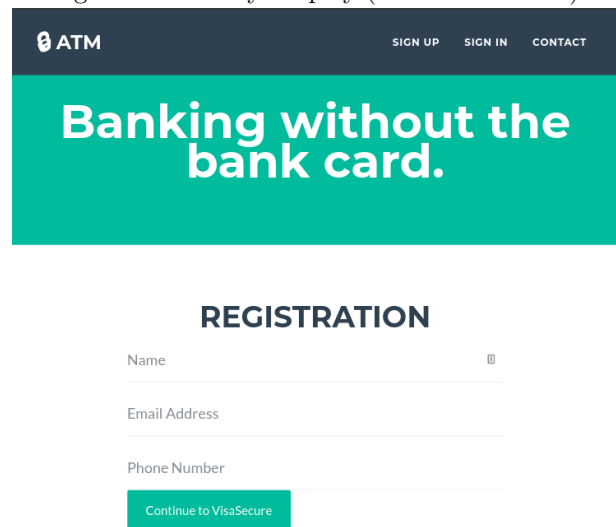 ATM
SIGN UP SIGN IN CONTACT
Banking without the
bank card.
REGISTRATION
Name
Email Address
Phone Number
Continue to VisaSecure